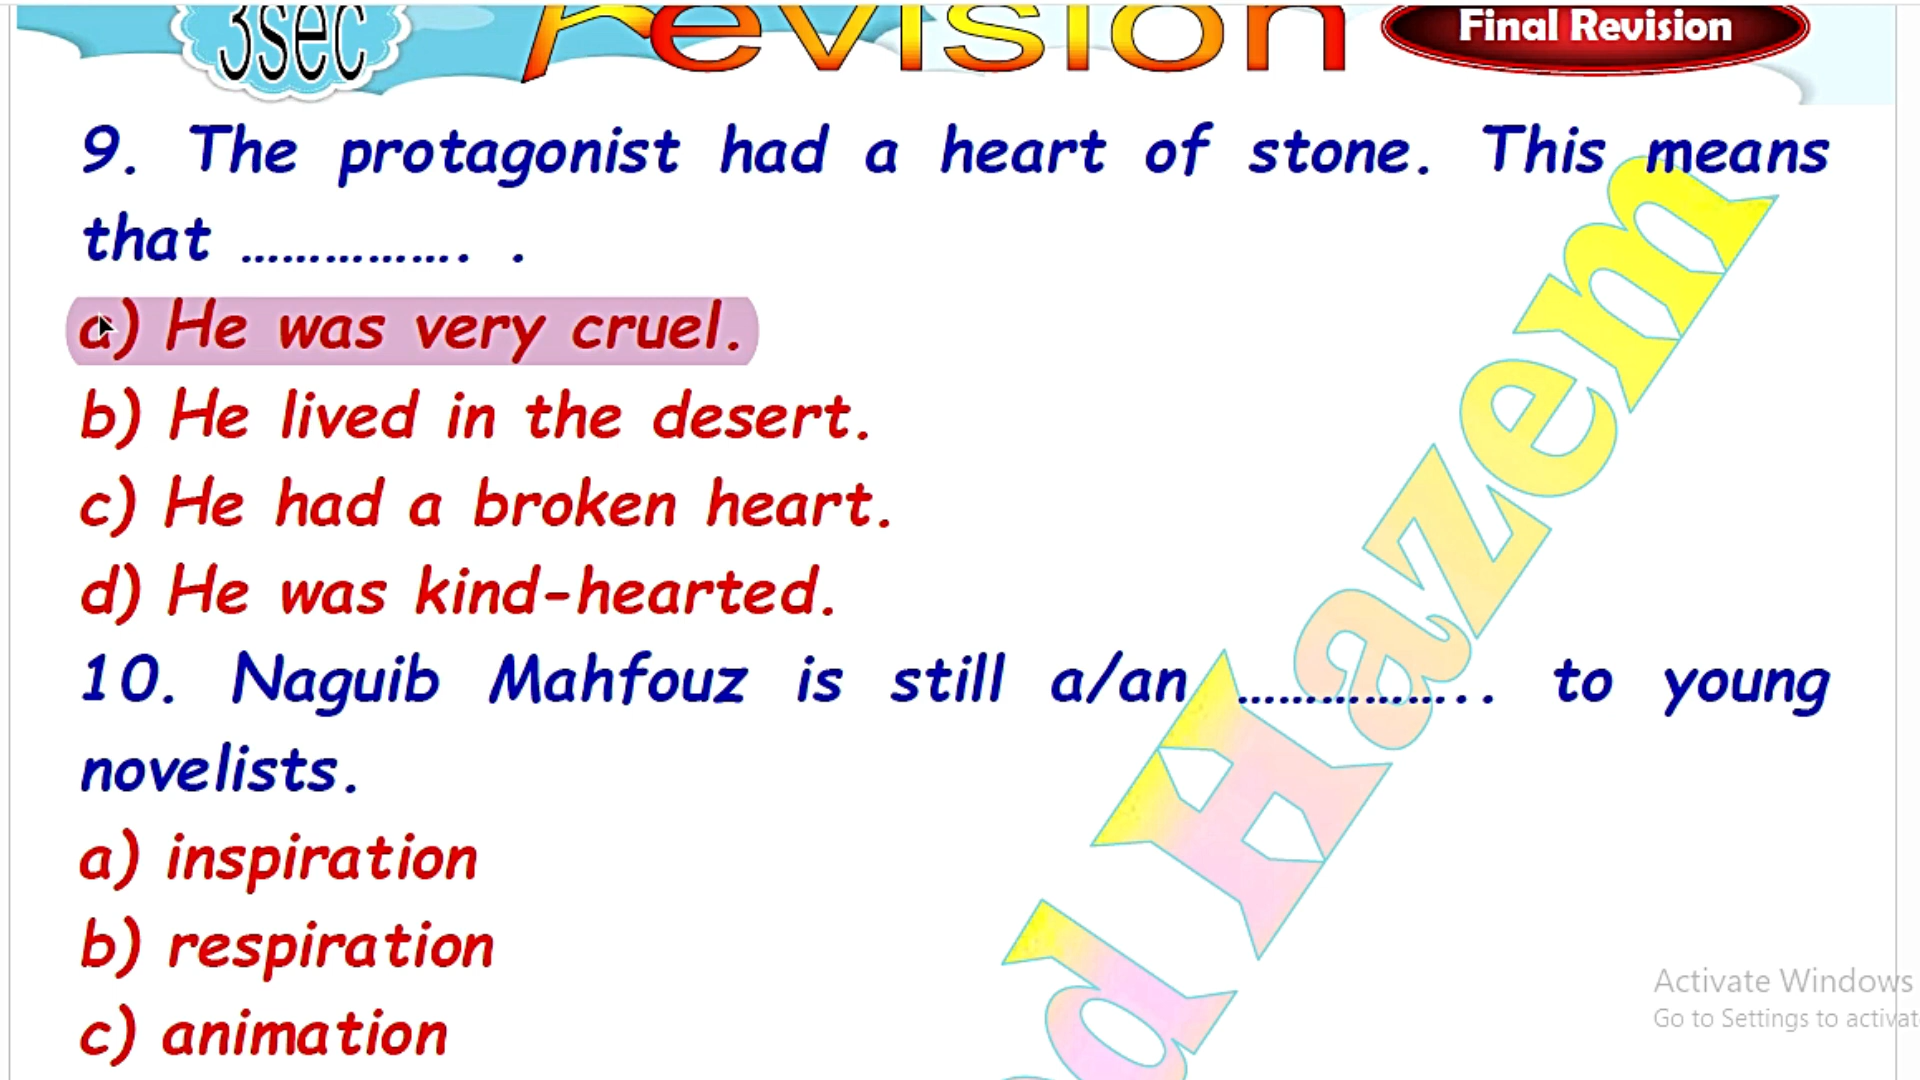 3sec Revision Final Revision
9. The protagonist had a heart of stone. This means
that ................ .
a) He was very cruel.
b) He lived in the desert.
c) He had a broken heart.
d) He was kind-hearted.
10. Naguib Mahfouz is still a/an ................. to young
novelists.
a) inspiration
b) respiration
c) animation
Hazem
Activate Windows
Go to Settings to activat